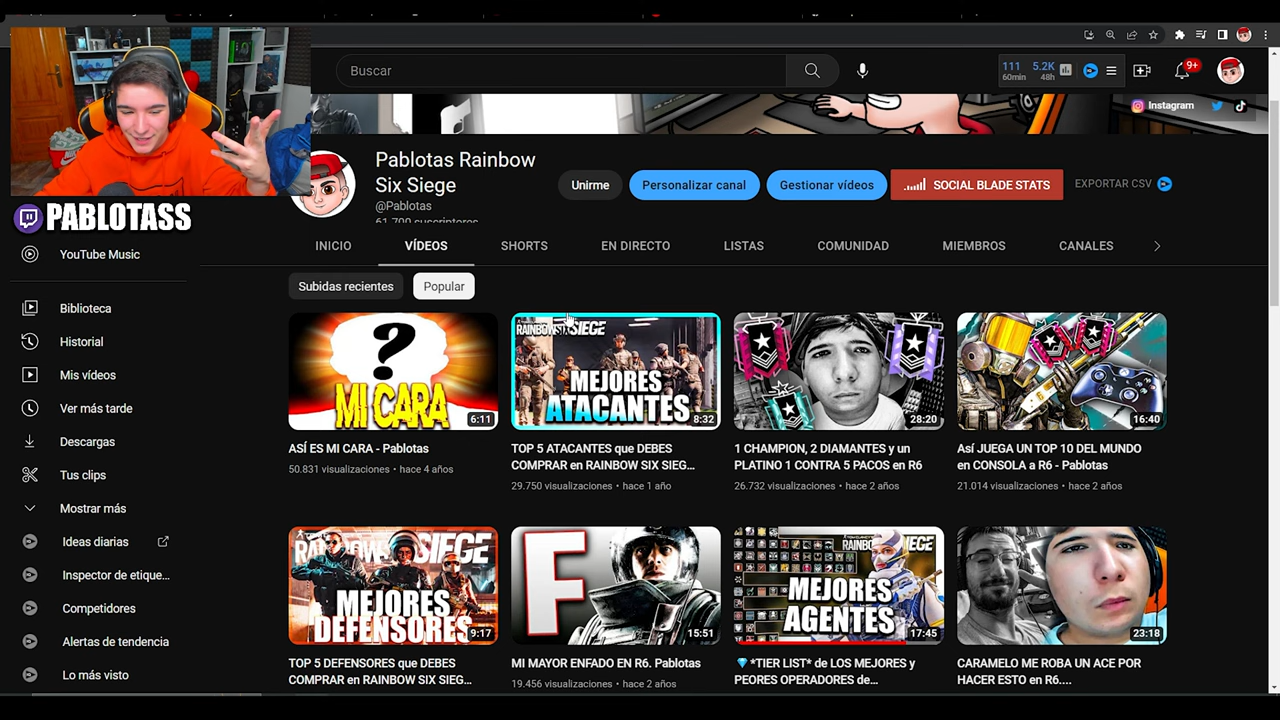 Buscar
111
60min
5.2K
48h
9+
Instagram
Pablotas Rainbow
Six Siege
@Pablotas
61.700 suscriptores
Unirme
Personalizar canal
Gestionar vídeos
SOCIAL BLADE STATS
EXPORTAR CSV
PABLOTASS
INICIO
VÍDEOS
SHORTS
EN DIRECTO
LISTAS
COMUNIDAD
MIEMBROS
CANALES
YouTube Music
Biblioteca
Historial
Mis vídeos
Ver más tarde
Descargas
Tus clips
Mostrar más
Ideas diarias
Inspector de etique...
Competidores
Alertas de tendencia
Lo más visto
Subidas recientes
Popular
?
MI CARA
6:11
ASÍ ES MI CARA - Pablotas
50.831 visualizaciones • hace 4 años
RAINBOW SIX SIEGE
MEJORES
ATACANTES
8:32
TOP 5 ATACANTES que DEBES
COMPRAR en RAINBOW SIX SIEG...
29.750 visualizaciones • hace 1 año
28:20
1 CHAMPION, 2 DIAMANTES y un
PLATINO 1 CONTRA 5 PACOS en R6
26.732 visualizaciones • hace 2 años
16:40
Así JUEGA UN TOP 10 DEL MUNDO
en CONSOLA a R6 - Pablotas
21.014 visualizaciones • hace 2 años
SIEGE
MEJORES
DEFENSORES
9:17
TOP 5 DEFENSORES que DEBES
COMPRAR en RAINBOW SIX SIEG...
F
15:51
MI MAYOR ENFADO EN R6. Pablotas
19.456 visualizaciones • hace 2 años
MEJORES
AGENTES
17:45
*TIER LIST* de LOS MEJORES y
PEORES OPERADORES de...
23:18
CARAMELO ME ROBA UN ACE POR
HACER ESTO en R6....